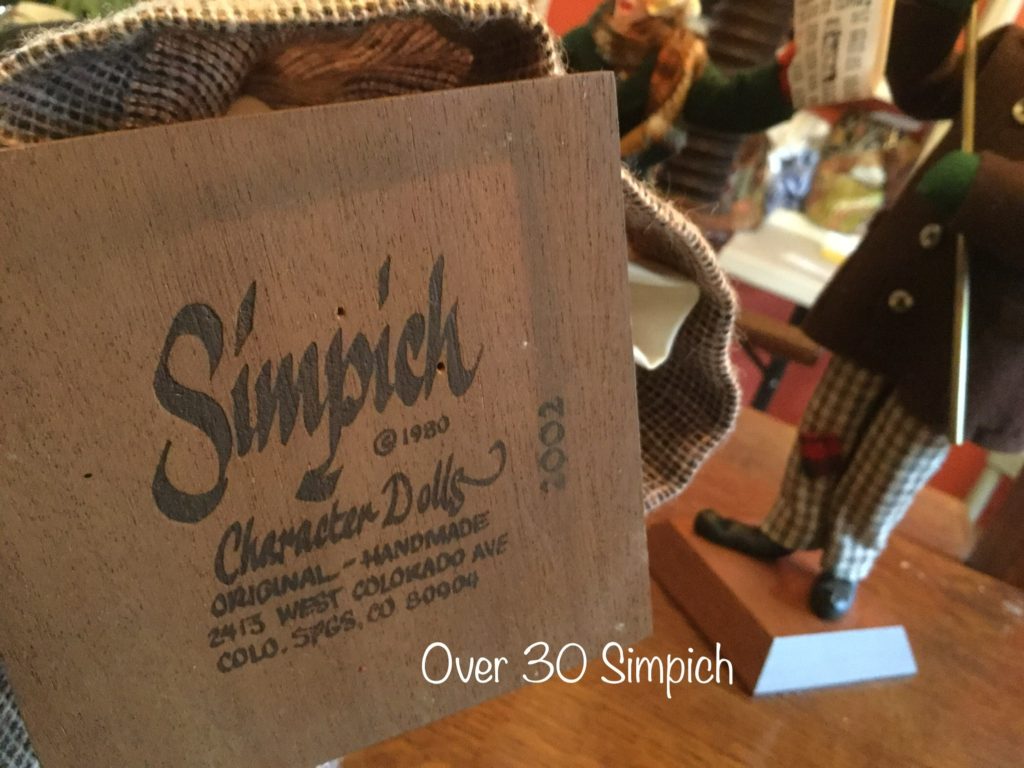 Simpich
©1980
Character Dolls
ORIGINAL - HANDMADE
2413 WEST COLORADO AVE
COLO. SPGS, CO 80904
2002
Over 30 Simpich